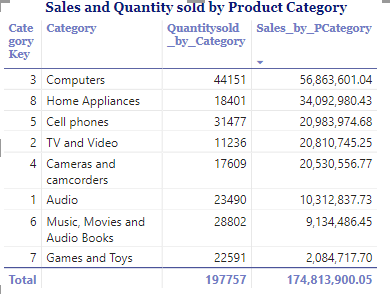 Sales and Quantity sold by Product Category
Cate gory Key Category Quantitysold _by_Category Sales_by_PCategory
3 Computers 44151 56,863,601.04
8 Home Appliances 18401 34,092,980.43
5 Cell phones 31477 20,983,974.68
2 TV and Video 11236 20,810,745.25
4 Cameras and camcorders 17609 20,530,556.77
1 Audio 23490 10,312,837.73
6 Music, Movies and Audio Books 28802 9,134,486.45
7 Games and Toys 22591 2,084,717.70
Total 197757 174,813,900.05